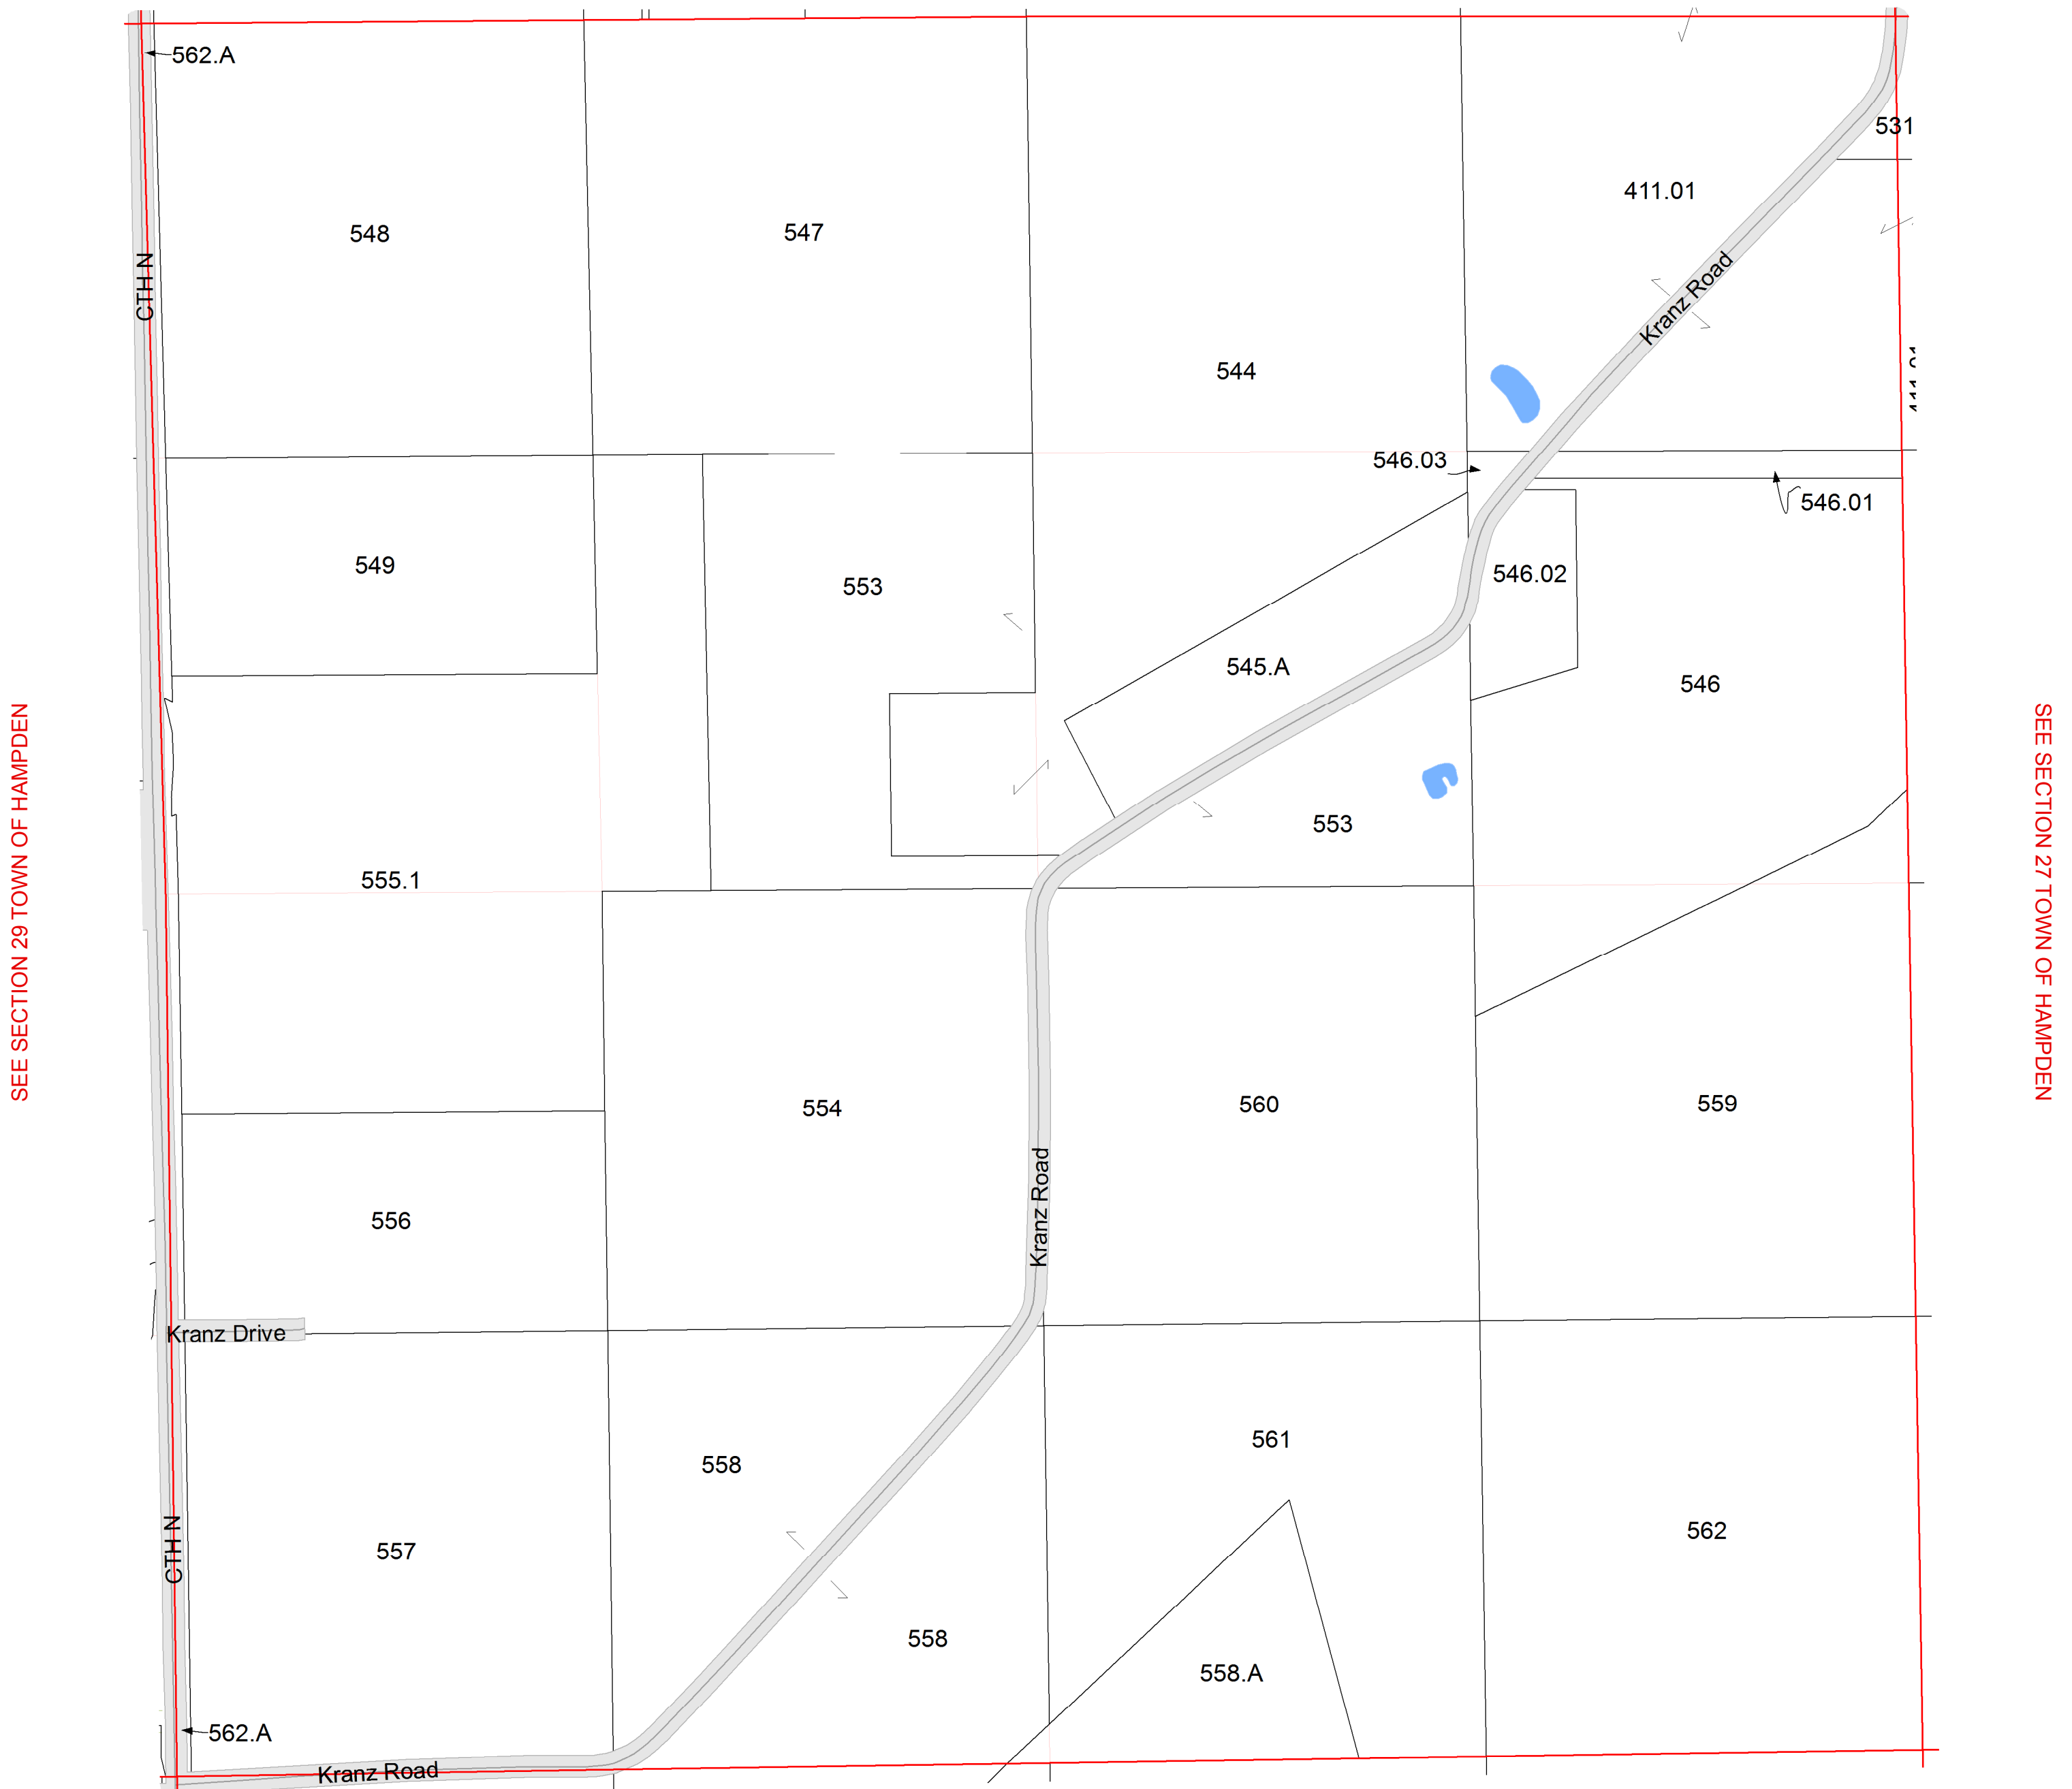 562.A
531
411.01
548
547
CTH N
Kranz Road
544
546.03
546.01
549
553
546.02
545.A
546
SEE SECTION 29 TOWN OF HAMPDEN
SEE SECTION 27 TOWN OF HAMPDEN
553
555.1
554
560
559
Kranz Road
556
Kranz Drive
561
558
562
557
CTH N
558
558.A
562.A
Kranz Road